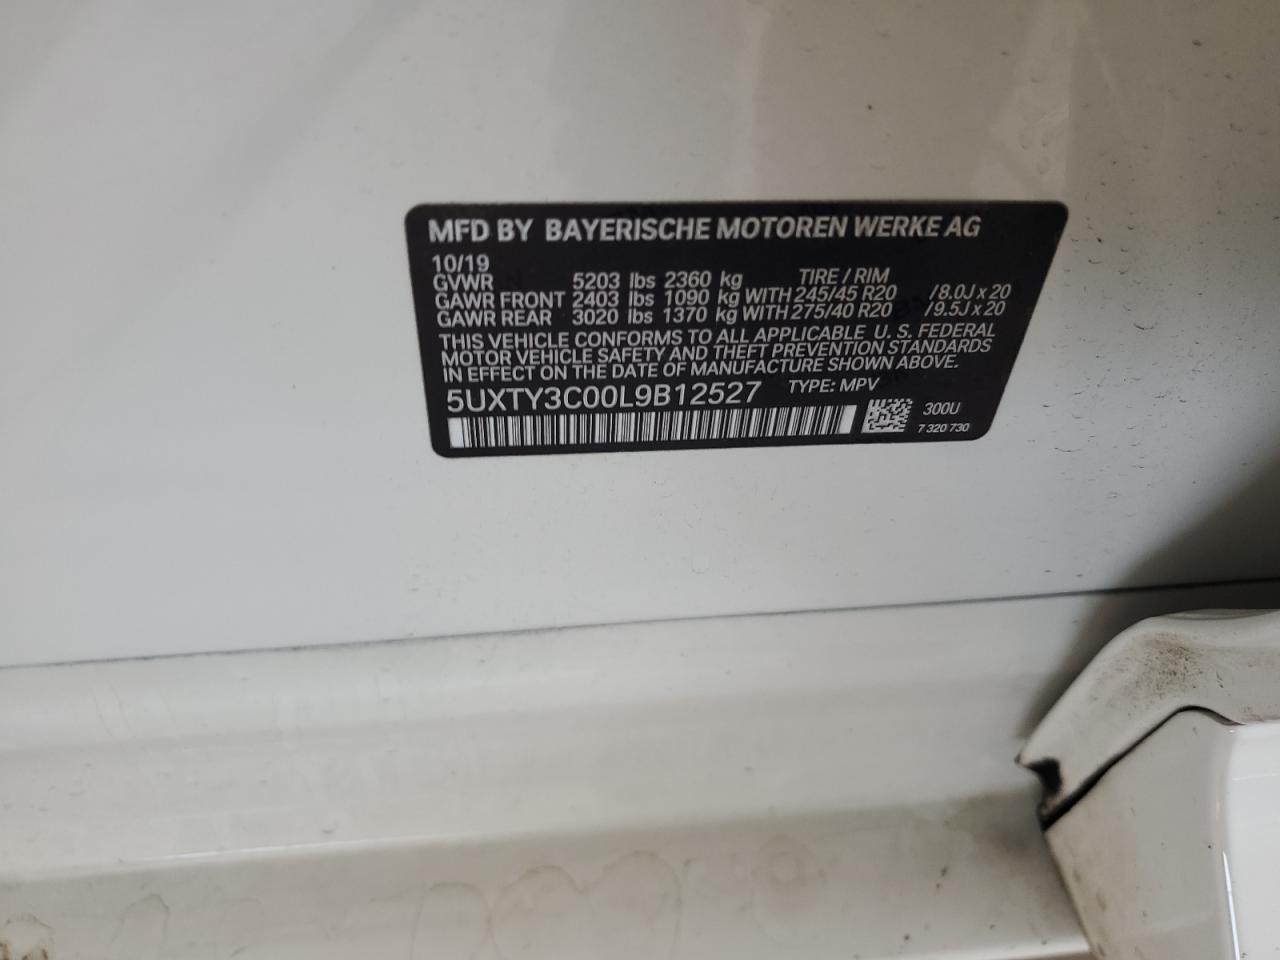 MFD BY BAYERISCHE MOTOREN WERKE AG
10/19
GVWR 5203 lbs 2360 kg TIRE / RIM
GAWR FRONT 2403 lbs 1090 kg WITH 245/45 R20 /8.0J x 20
GAWR REAR 3020 lbs 1370 kg WITH 275/40 R20 /9.5J x 20
THIS VEHICLE CONFORMS TO ALL APPLICABLE U. S. FEDERAL
MOTOR VEHICLE SAFETY AND THEFT PREVENTION STANDARDS
IN EFFECT ON THE DATE OF MANUFACTURE SHOWN ABOVE.
5UXTY3C00L9B12527 TYPE: MPV
300U
7 320 730